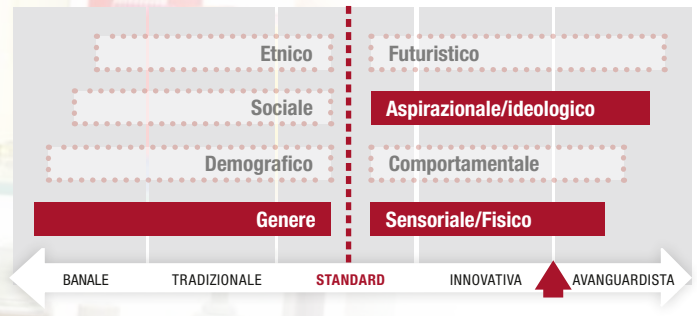 Etnico Futuristico
Sociale Aspirazionale/ideologico
Demografico Comportamentale
Genere Sensoriale/Fisico
BANALE TRADIZIONALE STANDARD INNOVATIVA AVANGUARDISTA